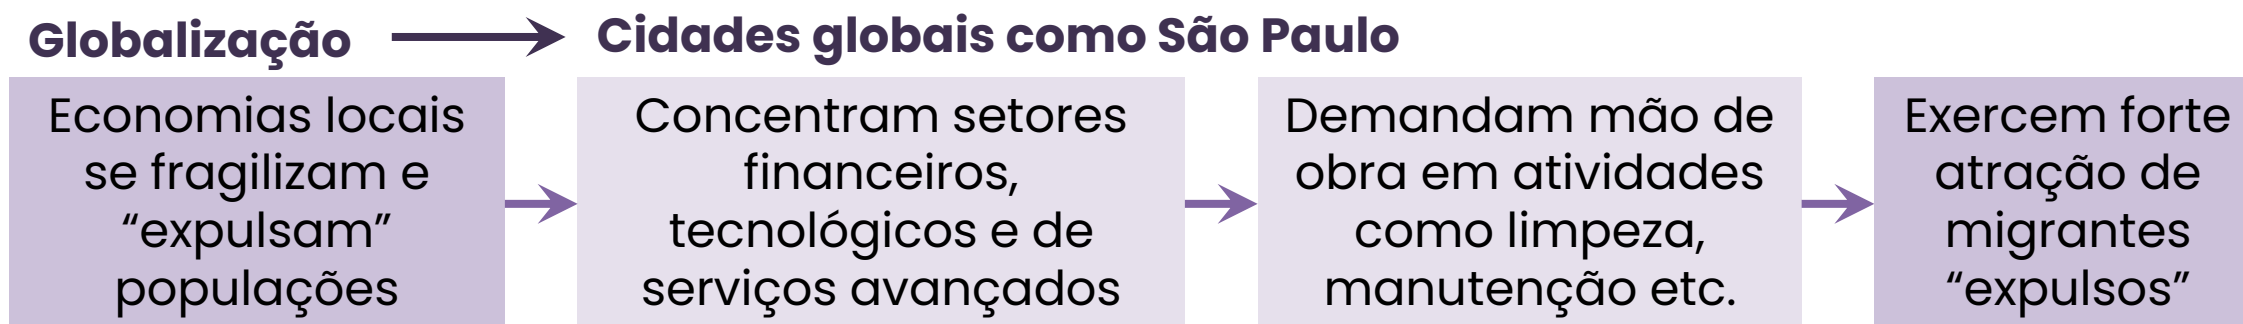 Globalização
Cidades globais como São Paulo
Economias locais
se fragilizam e
“expulsam”
populações
Concentram setores
financeiros,
tecnológicos e de
serviços avançados
Demandam mão de
obra em atividades
como limpeza,
manutenção etc.
Exercem forte
atração de
migrantes
“expulsos”